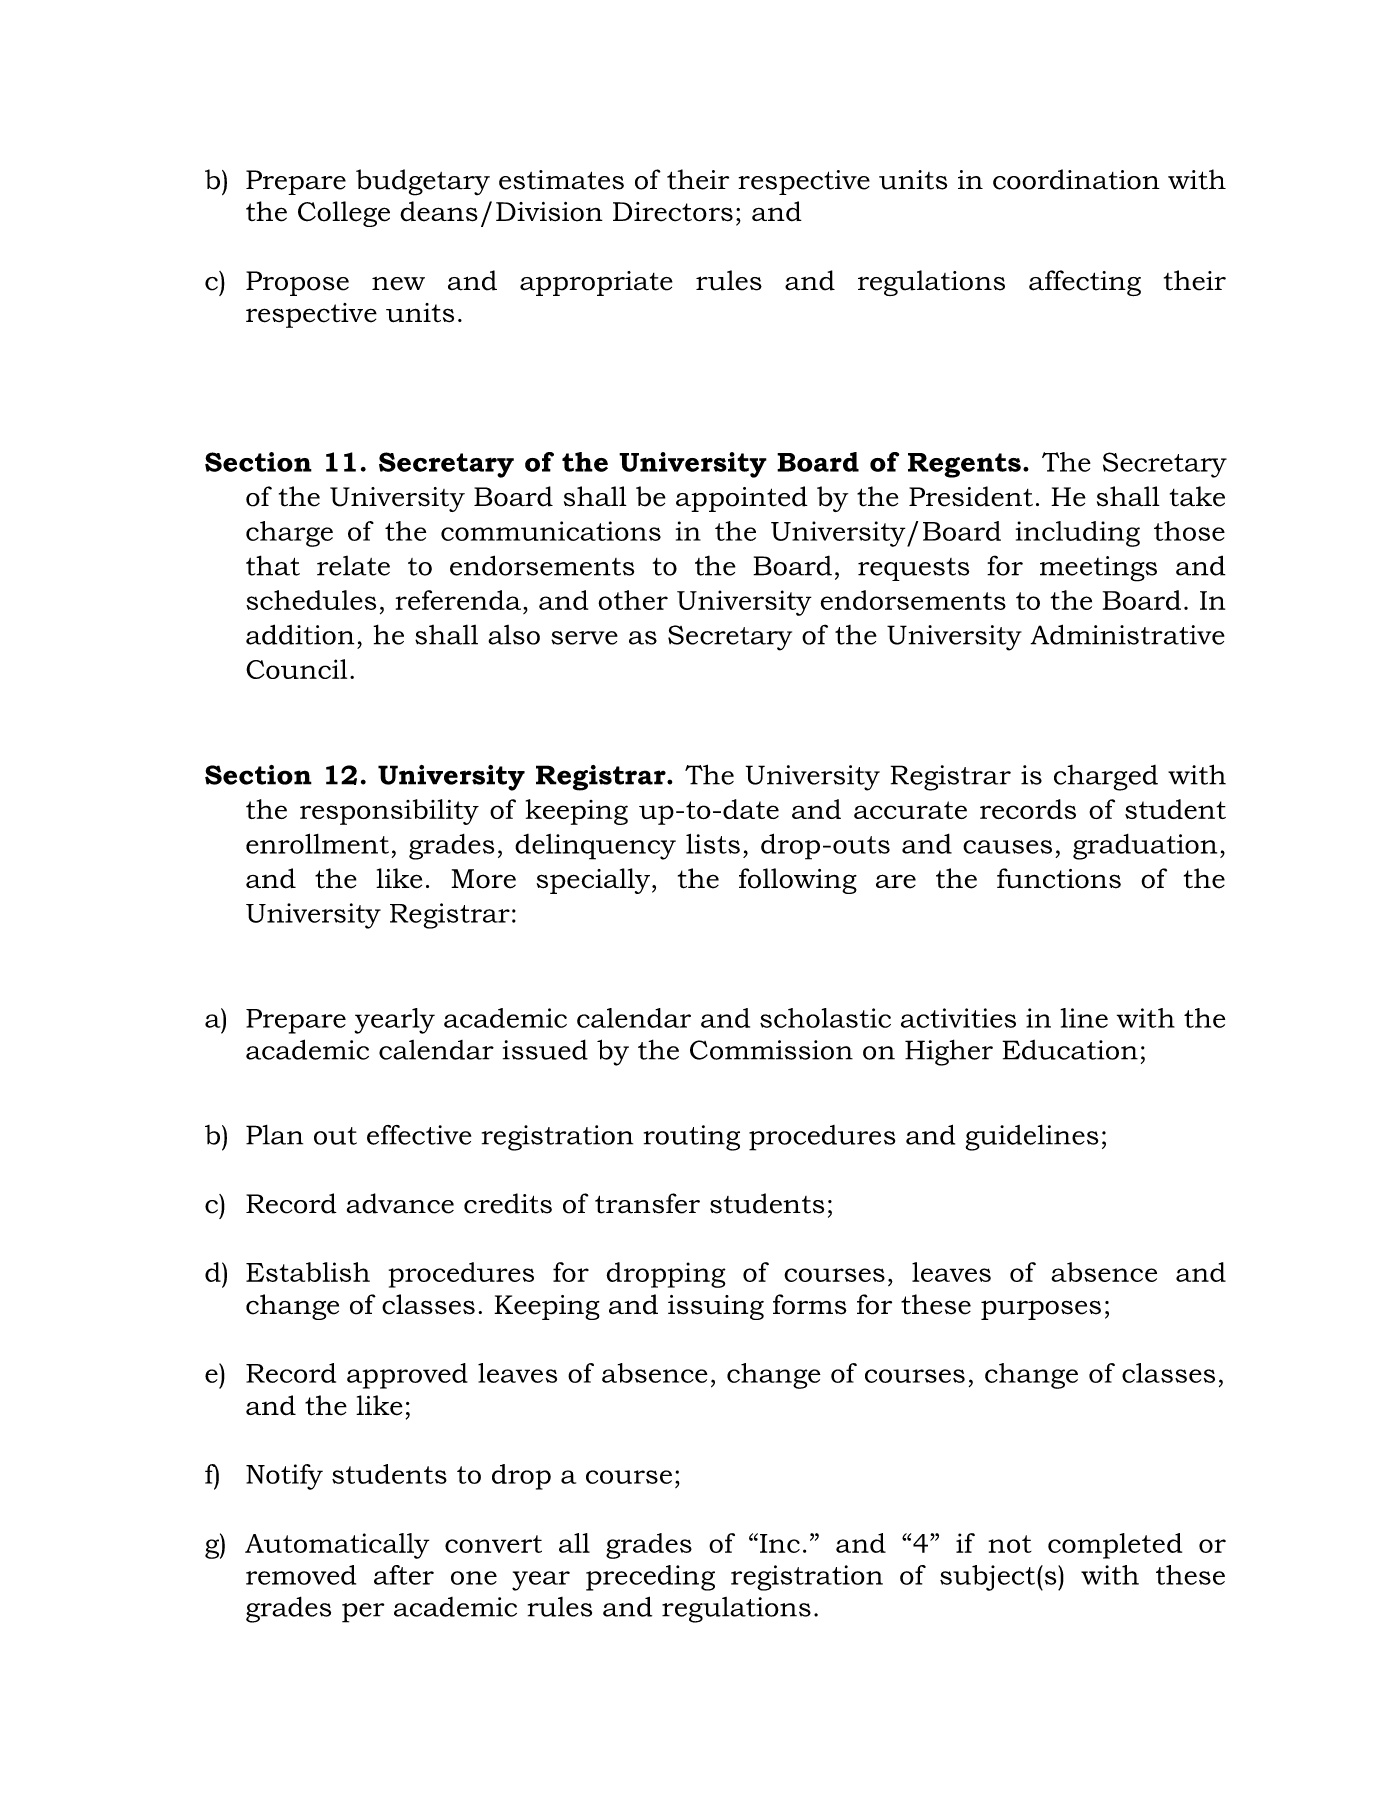 b) Prepare budgetary estimates of their respective units in coordination with
the College deans/Division Directors; and
c) Propose new and appropriate rules and regulations affecting their
respective units.
Section 11. Secretary of the University Board of Regents. The Secretary
of the University Board shall be appointed by the President. He shall take
charge of the communications in the University/Board including those
that relate to endorsements to the Board, requests for meetings and
schedules, referenda, and other University endorsements to the Board. In
addition, he shall also serve as Secretary of the University Administrative
Council.
Section 12. University Registrar. The University Registrar is charged with
the responsibility of keeping up-to-date and accurate records of student
enrollment, grades, delinquency lists, drop-outs and causes, graduation,
and the like. More specially, the following are the functions of the
University Registrar:
a) Prepare yearly academic calendar and scholastic activities in line with the
academic calendar issued by the Commission on Higher Education;
b) Plan out effective registration routing procedures and guidelines;
c) Record advance credits of transfer students;
d) Establish procedures for dropping of courses, leaves of absence and
change of classes. Keeping and issuing forms for these purposes;
e) Record approved leaves of absence, change of courses, change of classes,
and the like;
f) Notify students to drop a course;
g) Automatically convert all grades of “Inc.” and “4” if not completed or
removed after one year preceding registration of subject(s) with these
grades per academic rules and regulations.